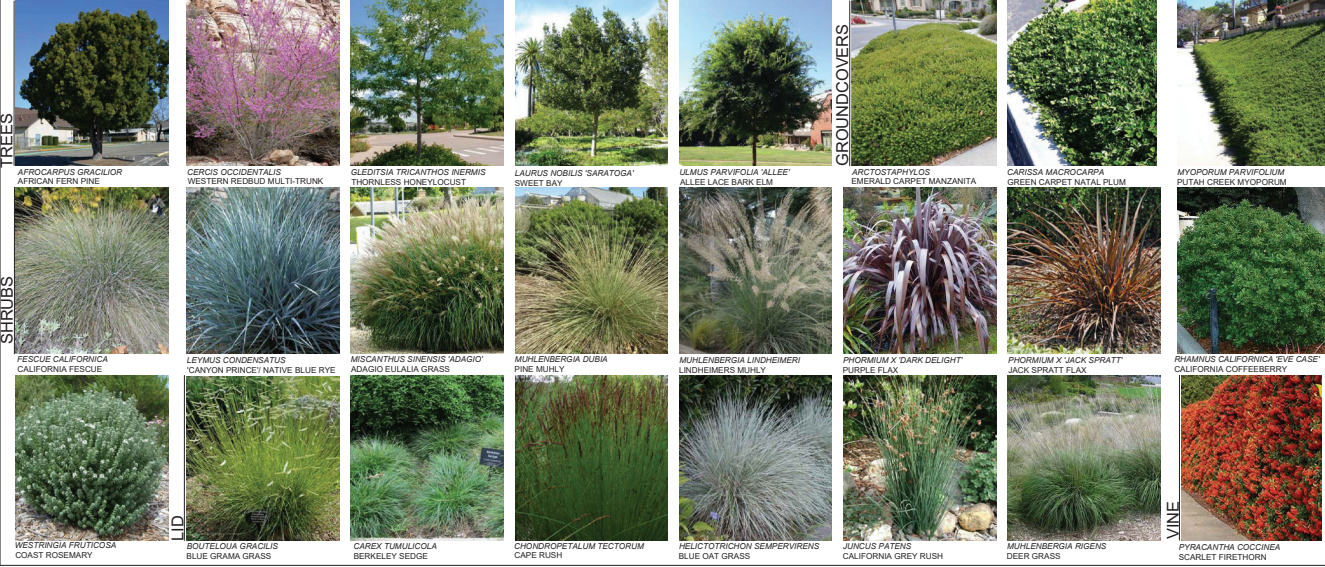 TREES
AFROCARPUS GRACILIOR
AFRICAN FERN PINE
CERCIS OCCIDENTALIS
WESTERN REDBUD MULTI-TRUNK
GLEDITSIA TRICANTHOS INERMIS
THORNLESS HONEYLOCUST
LAURUS NOBILIS 'SARATOGA'
SWEET BAY
ULMUS PARVIFOLIA 'ALLEE'
ALLEE LACE BARK ELM
GROUNDCOVERS
ARCTOSTAPHYLOS
EMERALD CARPET MANZANITA
CARISSA MACROCARPA
GREEN CARPET NATAL PLUM
MYOPORUM PARVIFOLIUM
PUTAH CREEK MYOPORUM
SHRUBS
FESCUE CALIFORNICA
CALIFORNIA FESCUE
LEYMUS CONDENSATUS
'CANYON PRINCE'/ NATIVE BLUE RYE
MISCANTHUS SINENSIS 'ADAGIO'
ADAGIO EULALIA GRASS
MUHLENBERGIA DUBIA
PINE MUHLY
MUHLENBERGIA LINDHEIMERI
LINDHEIMERS MUHLY
PHORMIUM X 'DARK DELIGHT'
PURPLE FLAX
PHORMIUM X 'JACK SPRATT'
JACK SPRATT FLAX
RHAMNUS CALIFORNICA 'EVE CASE'
CALIFORNIA COFFEEBERRY
WESTRINGIA FRUTICOSA
COAST ROSEMARY
LID
BOUTELOUA GRACILIS
BLUE GRAMA GRASS
CAREX TUMULICOLA
BERKELEY SEDGE
CHONDROPETALUM TECTORUM
CAPE RUSH
HELICTOTRICHON SEMPERVIRENS
BLUE OAT GRASS
JUNCUS PATENS
CALIFORNIA GREY RUSH
MUHLENBERGIA RIGENS
DEER GRASS
VINE
PYRACANTHA COCCINEA
SCARLET FIRETHORN